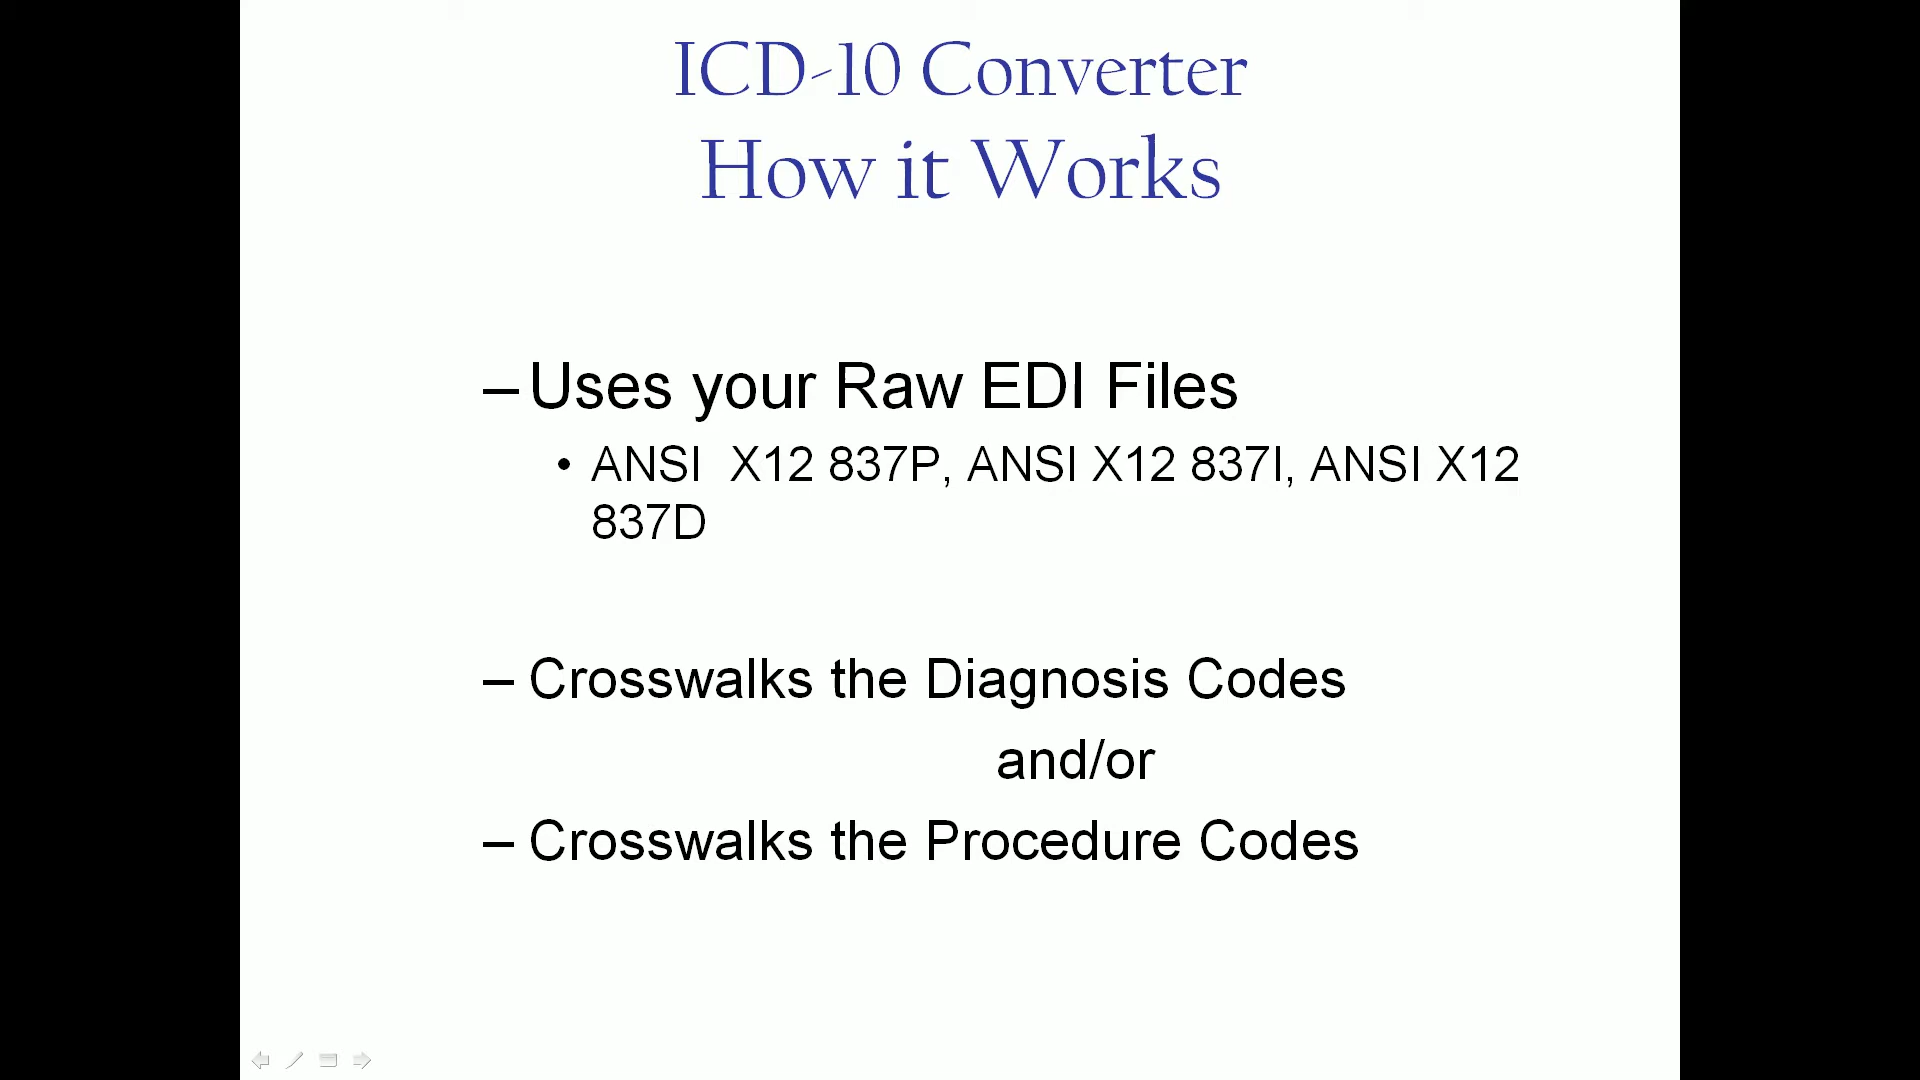 ICD-10 Converter
How it Works
– Uses your Raw EDI Files
• ANSI  X12 837P, ANSI X12 837I, ANSI X12
837D
– Crosswalks the Diagnosis Codes
and/or
– Crosswalks the Procedure Codes